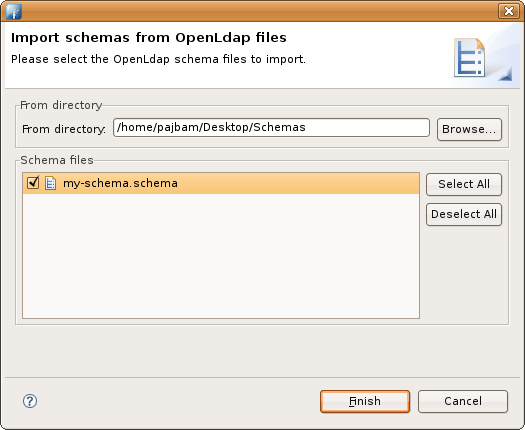 Import schemas from OpenLdap files
Please select the OpenLdap schema files to import.
From directory
From directory: /home/pajbam/Desktop/Schemas Browse...
Schema files
my-schema.schema
Select All
Deselect All
Finish Cancel